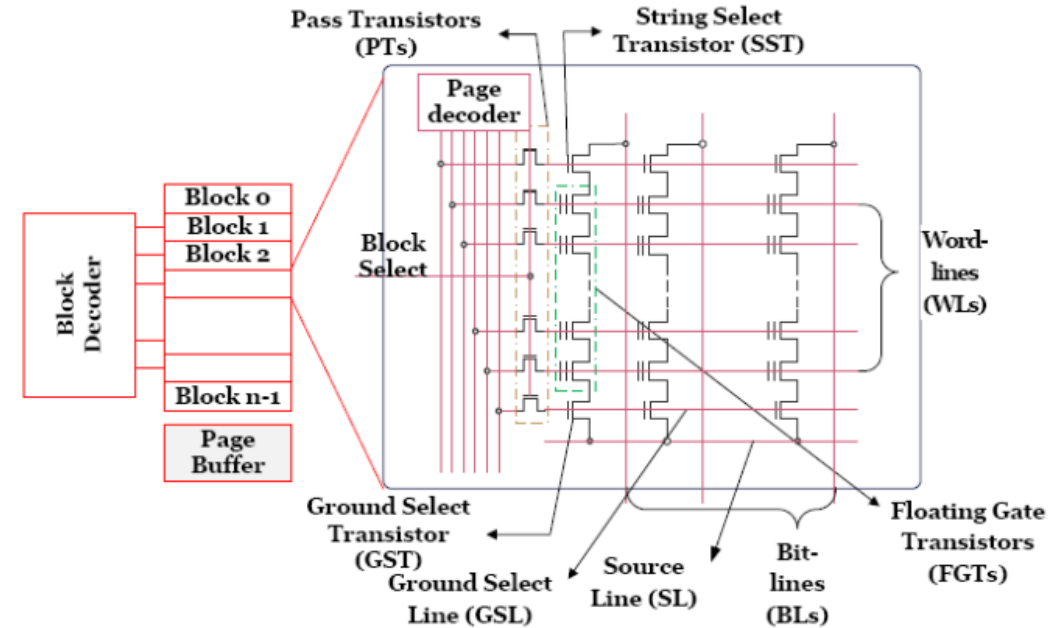 Pass Transistors
(PTs)
String Select
Transistor (SST)
Page
decoder
Block 0
Block 1
Block 2
Block n-1
Block
Decoder
Page
Buffer
Block
Select
Word-
lines
(WLs)
Ground Select
Transistor
(GST)
Ground Select
Line (GSL)
Source
Line (SL)
Bit-
lines
(BLs)
Floating Gate
Transistors
(FGTs)